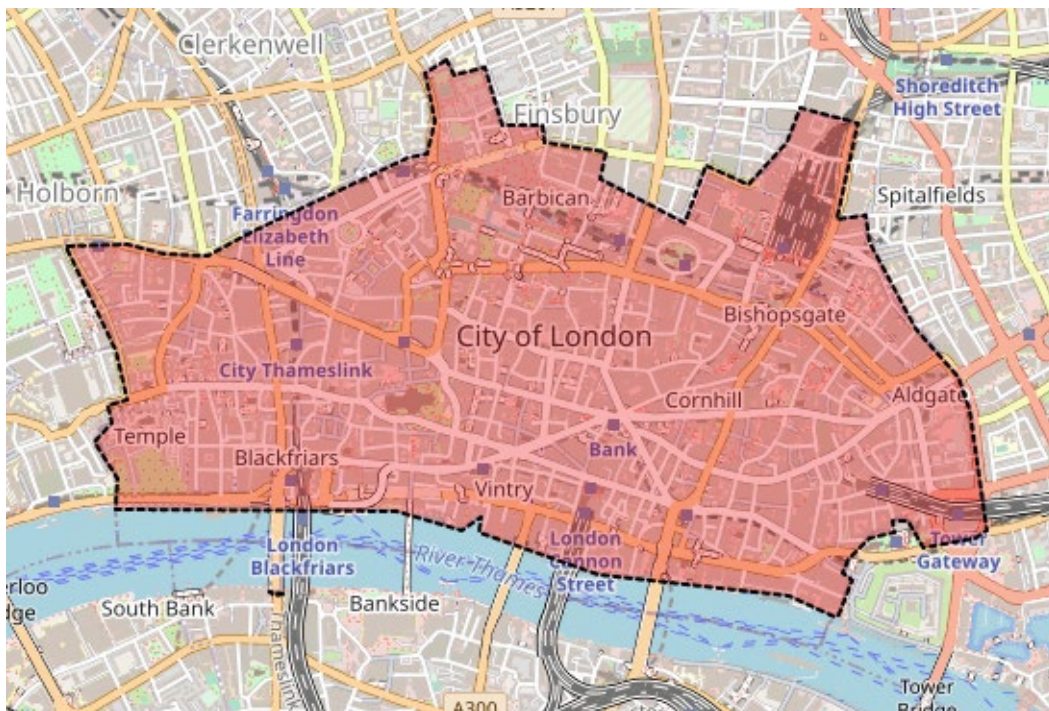 Clerkenwell
Finsbury
Shoreditch
High Street
Holborn
Barbican
Spitalfields
Farringdon
Elizabeth
Line
Bishopsgate
City of London
City Thameslink
Cornhill
Aldgate
Temple
Blackfriars
Bank
Vintry
London
Blackfriars
River Thames
London
Cannon
Street
Tower
Gateway
South Bank
Bankside
Thameslink
A300
Tower